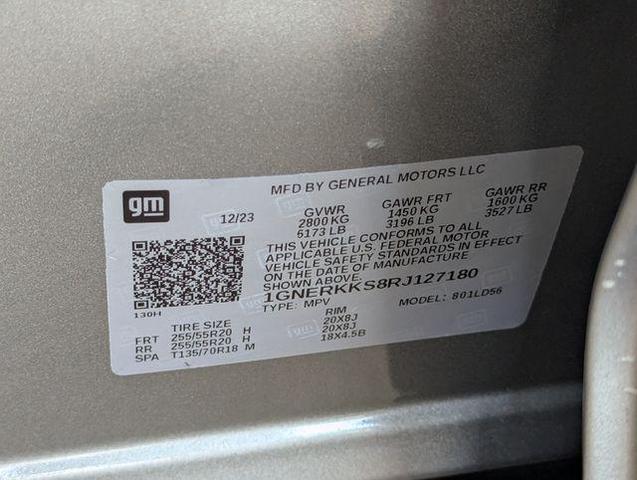 gm
MFD BY GENERAL MOTORS LLC
12/23 GVWR GAWR FRT GAWR RR
2800 KG 1450 KG 1600 KG
6173 LB 3196 LB 3527 LB
THIS VEHICLE CONFORMS TO ALL
APPLICABLE U.S. FEDERAL MOTOR
VEHICLE SAFETY STANDARDS IN EFFECT
ON THE DATE OF MANUFACTURE
SHOWN ABOVE.
1GNERKKS8RJ127180
TYPE: MPV MODEL: 801LD56
130H
TIRE SIZE RIM
FRT 255/55R20 H 20X8J
RR 255/55R20 H 20X8J
SPA T135/70R18 M 18X4.5B